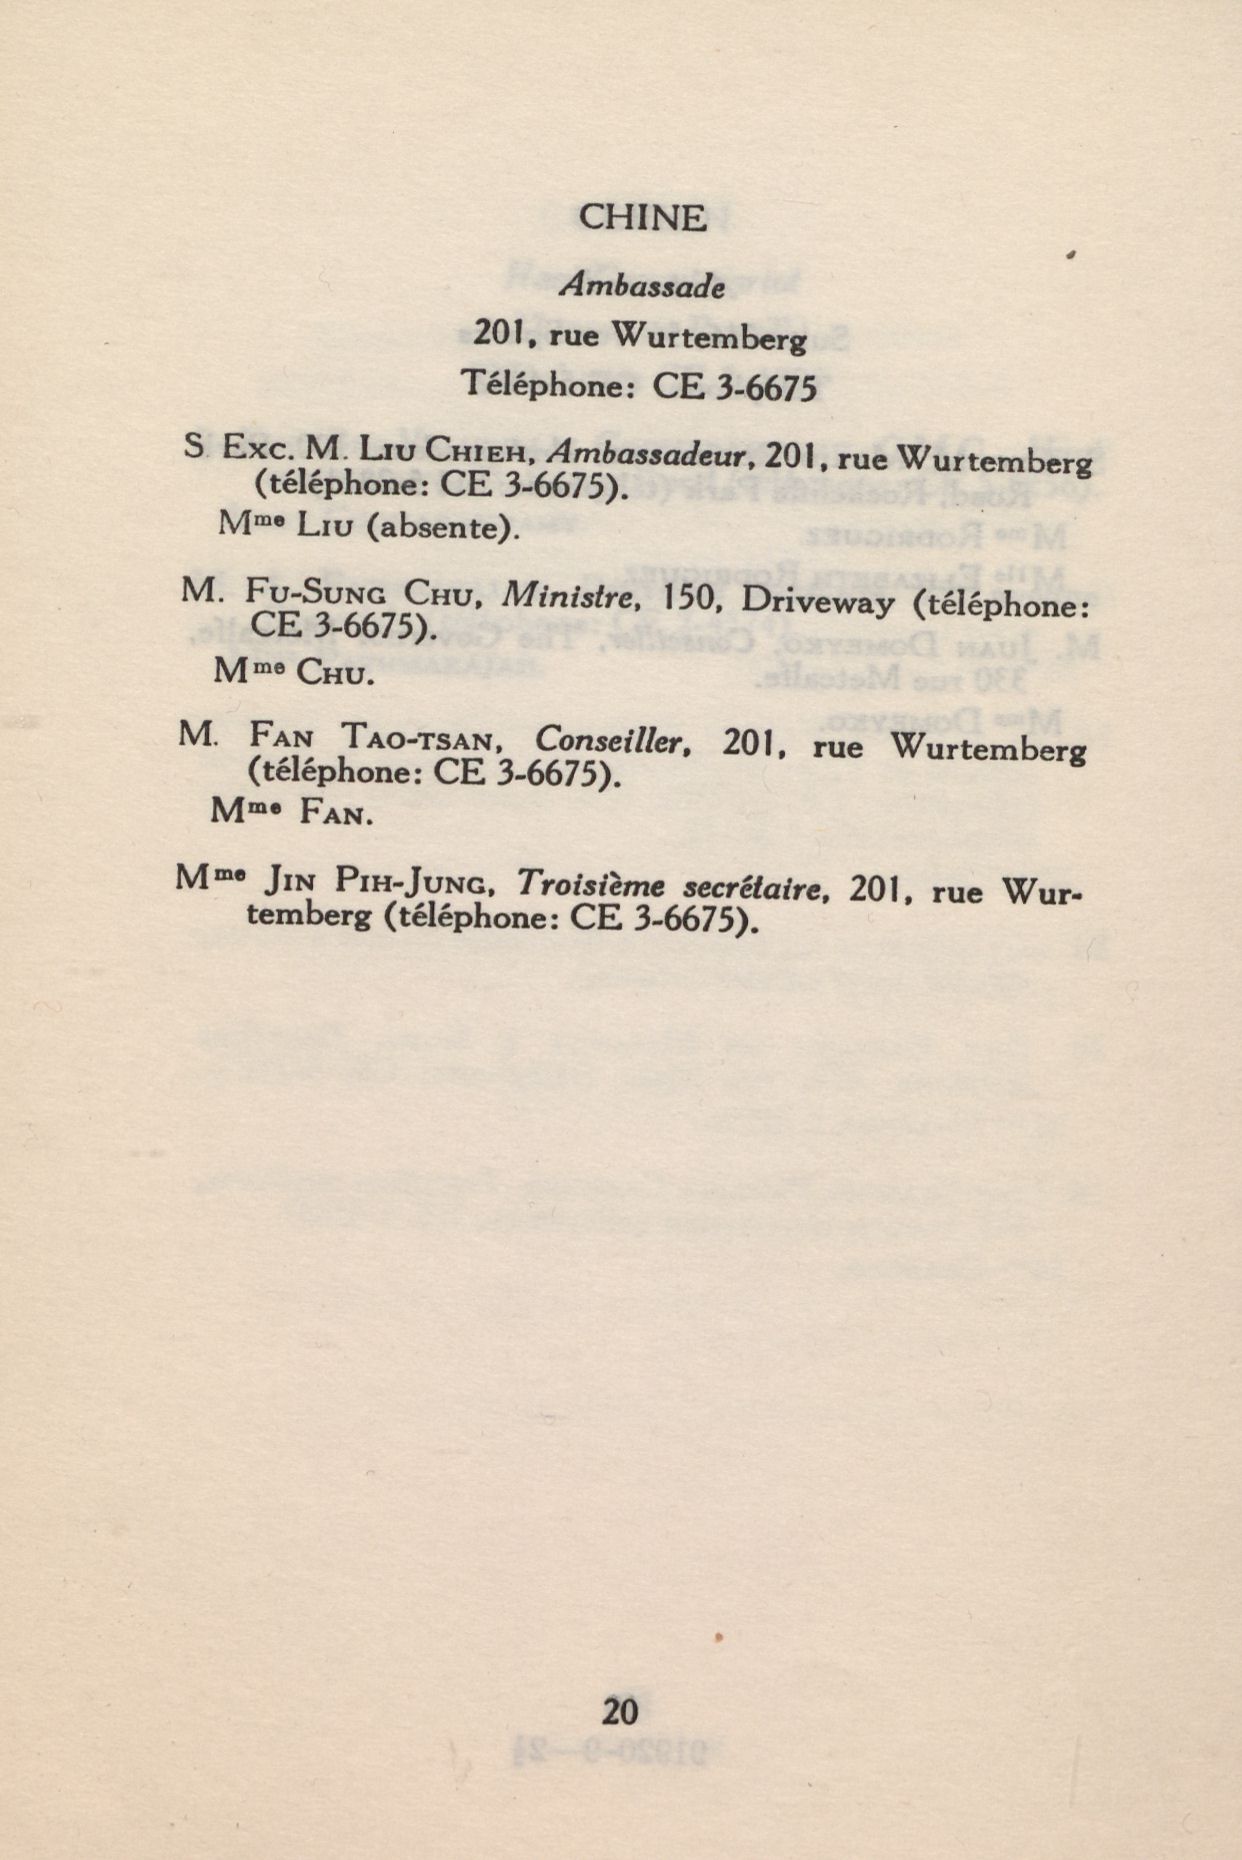 CHINE
Ambassade
201, rue Wurtemberg
Téléphone: CE 3-6675
S. Exc. M. Liu Chieh, Ambassadeur, 201, rue Wurtemberg
(téléphone: CE 3-6675).
Mme Liu (absente).
M. Fu-Sung Chu, Ministre, 150, Driveway (téléphone:
CE 3-6675).
Mme Chu.
M. Fan Tao-tsan, Conseiller, 201, rue Wurtemberg
(téléphone: CE 3-6675).
Mme Fan.
Mme Jin Pih-Jung, Troisième secrétaire, 201, rue Wur-
temberg (téléphone: CE 3-6675).
20